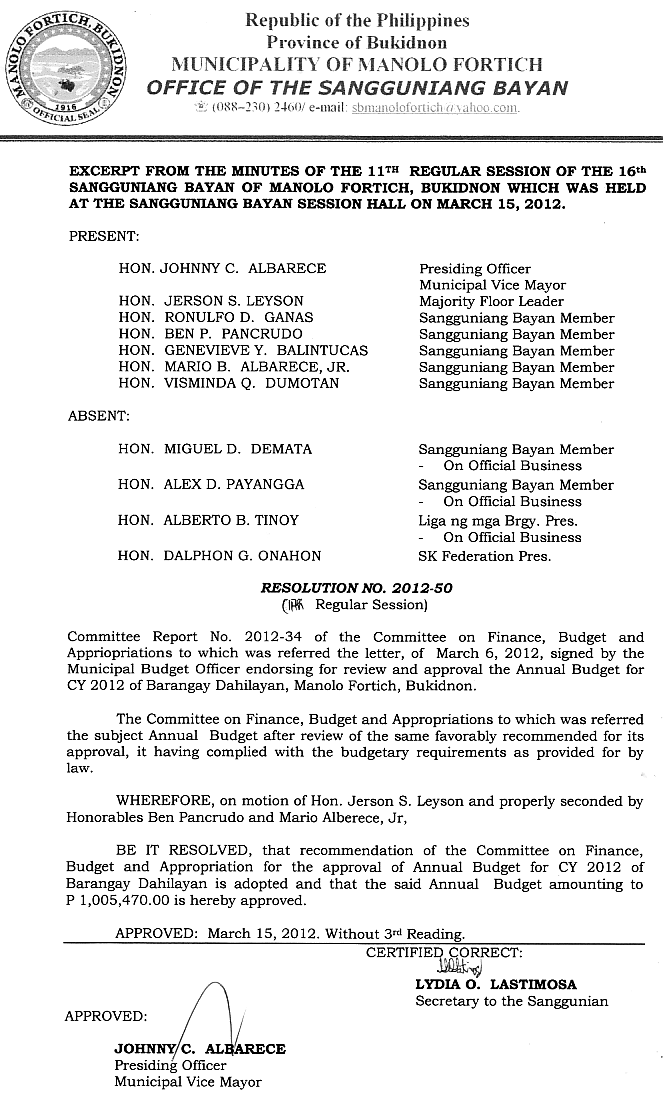 MANOLO FORTICH, BUKIDNON
1916
OFFICIAL SEAL
Republic of the Philippines
Province of Bukidnon
MUNICIPALITY OF MANOLO FORTICH
OFFICE OF THE SANGGUNIANG BAYAN
☏ (088–230) 2460/ e-mail: sbmanolofortich@yahoo.com.
EXCERPT FROM THE MINUTES OF THE 11TH REGULAR SESSION OF THE 16th
SANGGUNIANG BAYAN OF MANOLO FORTICH, BUKIDNON WHICH WAS HELD
AT THE SANGGUNIANG BAYAN SESSION HALL ON MARCH 15, 2012.
PRESENT:
HON. JOHNNY C. ALBARECE Presiding Officer
Municipal Vice Mayor
HON. JERSON S. LEYSON Majority Floor Leader
HON. RONULFO D. GANAS Sangguniang Bayan Member
HON. BEN P. PANCRUDO Sangguniang Bayan Member
HON. GENEVIEVE Y. BALINTUCAS Sangguniang Bayan Member
HON. MARIO B. ALBARECE, JR. Sangguniang Bayan Member
HON. VISMINDA Q. DUMOTAN Sangguniang Bayan Member
ABSENT:
HON. MIGUEL D. DEMATA Sangguniang Bayan Member
- On Official Business
HON. ALEX D. PAYANGGA Sangguniang Bayan Member
- On Official Business
HON. ALBERTO B. TINOY Liga ng mga Brgy. Pres.
- On Official Business
HON. DALPHON G. ONAHON SK Federation Pres.
RESOLUTION NO. 2012-50
( Regular Session)
Committee Report No. 2012-34 of the Committee on Finance, Budget and
Appriopriations to which was referred the letter, of March 6, 2012, signed by the
Municipal Budget Officer endorsing for review and approval the Annual Budget for
CY 2012 of Barangay Dahilayan, Manolo Fortich, Bukidnon.
The Committee on Finance, Budget and Appropriations to which was referred
the subject Annual Budget after review of the same favorably recommended for its
approval, it having complied with the budgetary requirements as provided for by
law.
WHEREFORE, on motion of Hon. Jerson S. Leyson and properly seconded by
Honorables Ben Pancrudo and Mario Alberece, Jr,
BE IT RESOLVED, that recommendation of the Committee on Finance,
Budget and Appropriation for the approval of Annual Budget for CY 2012 of
Barangay Dahilayan is adopted and that the said Annual Budget amounting to
P 1,005,470.00 is hereby approved.
APPROVED: March 15, 2012. Without 3rd Reading.
CERTIFIED CORRECT:
LYDIA O. LASTIMOSA
Secretary to the Sanggunian
APPROVED:
JOHNNY C. ALBARECE
Presiding Officer
Municipal Vice Mayor